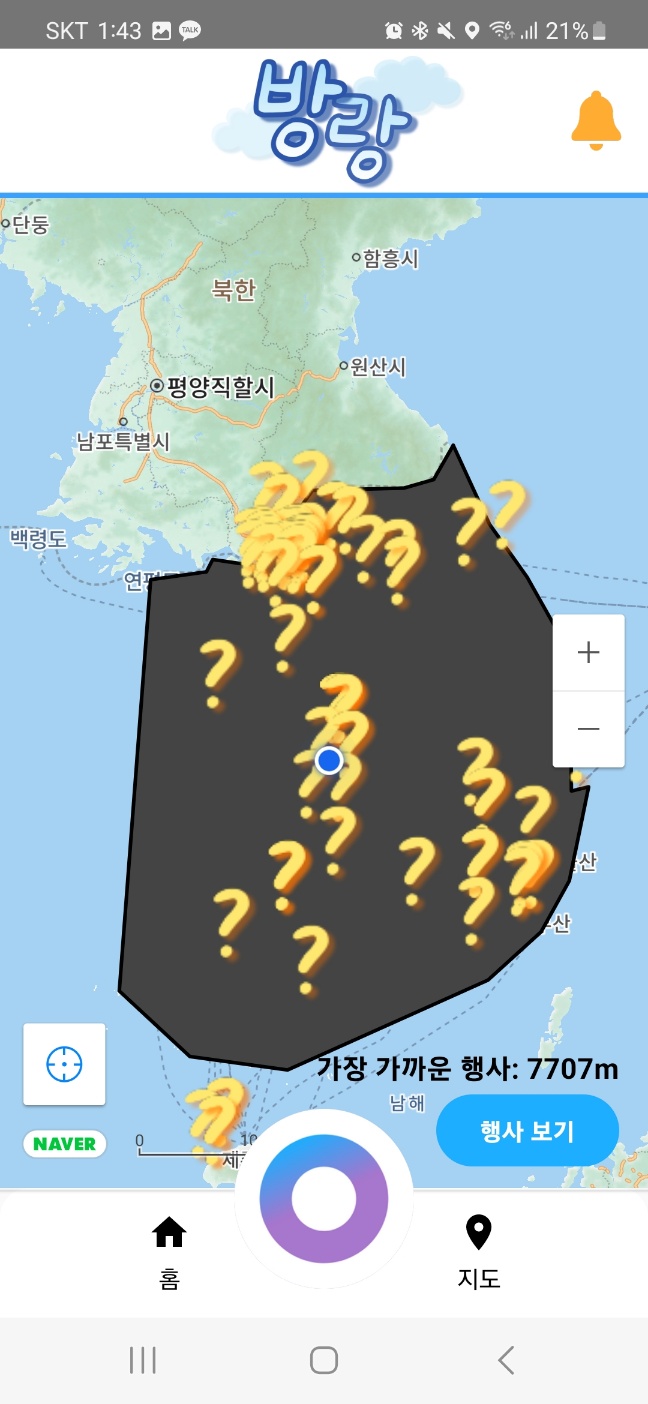 SKT 1:43
TALK
21%
방랑
단둥
함흥시
북한
원산시
평양직할시
남포특별시
백령도
연평
+
−
산
산
가장 가까운 행사: 7707m
남해
행사 보기
NAVER
0
10
제
홈
지도